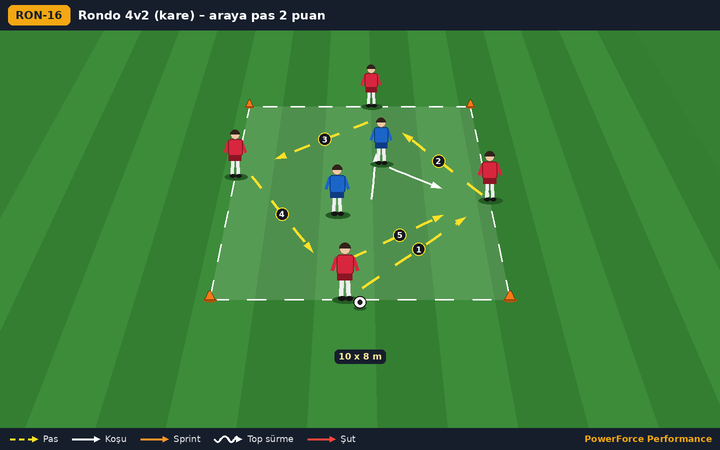 RON-16 Rondo 4v2 (kare) – araya pas 2 puan
3
2
4
5
1
10 x 8 m
Pas Koşu Sprint Top sürme Şut PowerForce Performance